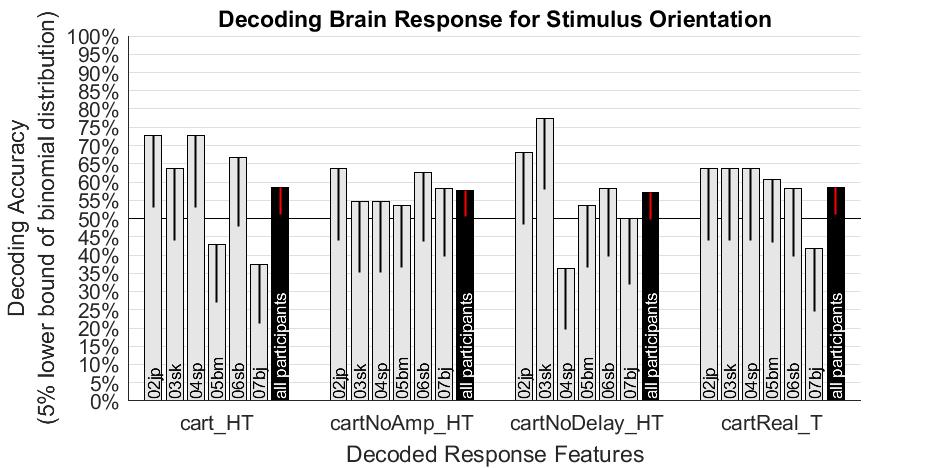 Decoding Brain Response for Stimulus Orientation
Decoding Accuracy
(5% lower bound of binomial distribution)
100%
95%
90%
85%
80%
75%
70%
65%
60%
55%
50%
45%
40%
35%
30%
25%
20%
15%
10%
5%
0%
02jp
03sk
04sp
05bm
06sb
07bj
all participants
02jp
03sk
04sp
05bm
06sb
07bj
all participants
02jp
03sk
04sp
05bm
06sb
07bj
all participants
02jp
03sk
04sp
05bm
06sb
07bj
all participants
cart_HT
cartNoAmp_HT
cartNoDelay_HT
cartReal_T
Decoded Response Features